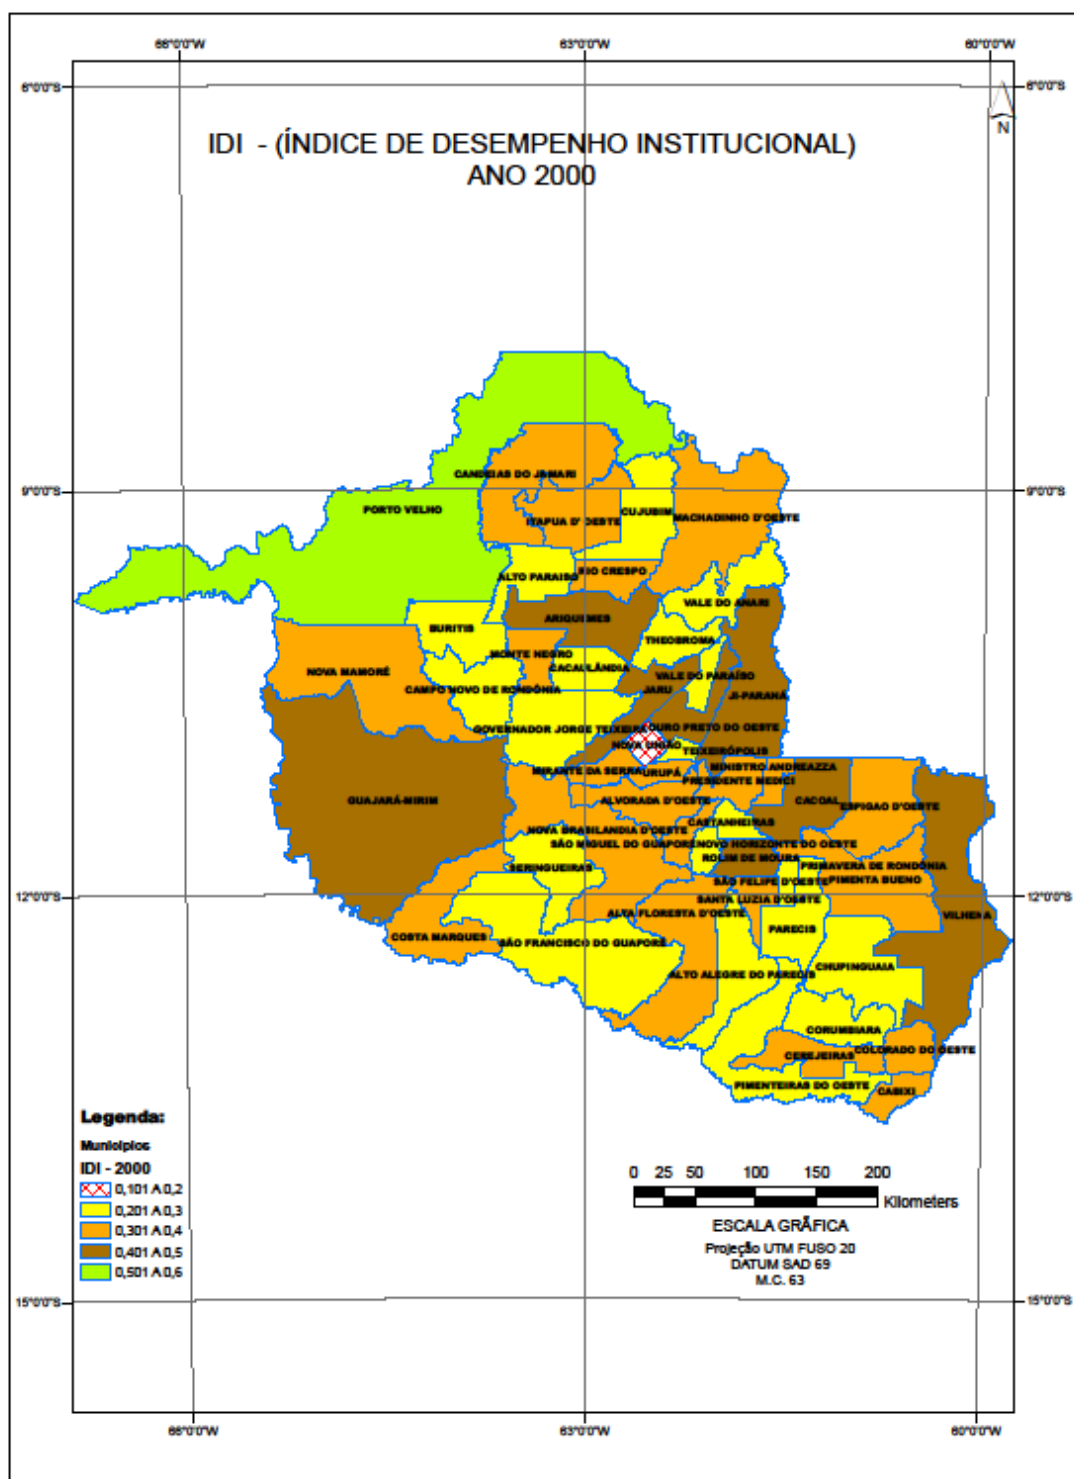 66°0'0"W 63°0'0"W 60°0'0"W
6°0'0"S 6°0'0"S
N
IDI - (ÍNDICE DE DESEMPENHO INSTITUCIONAL)
ANO 2000
CANDEIAS DO JAMARI
9°0'0"S 9°0'0"S
PORTO VELHO
CUJUBIM
ITAPUA D'OESTE
MACHADINHO D'OESTE
RIO CRESPO
ALTO PARAISO
VALE DO ANARI
ARIQUEMES
BURITIS
THEOBROMA
MONTE NEGRO
CACAULÂNDIA
NOVA MAMORÉ
VALE DO PARAÍSO
CAMPO NOVO DE RONDÔNIA
JARU
JI-PARANÁ
GOVERNADOR JORGE TEIXEIRA
OURO PRETO DO OESTE
NOVA UNIÃO
TEIXEIRÓPOLIS
MIRANTE DA SERRA
URUPÁ
MINISTRO ANDREAZZA
PRESIDENTE MEDICI
GUAJARÁ-MIRIM
ALVORADA D'OESTE
CACOAL
ESPIGAO D'OESTE
CASTANHEIRAS
NOVA BRASILANDIA D'OESTE
SÃO MIGUEL DO GUAPORÉ
NOVO HORIZONTE DO OESTE
ROLIM DE MOURA
SERINGUEIRAS
PRIMAVERA DE RONDÔNIA
SÃO FELIPE D'OESTE
PIMENTA BUENO
12°0'0"S 12°0'0"S
SANTA LUZIA D'OESTE
ALTA FLORESTA D'OESTE
VILHENA
PARECIS
COSTA MARQUES
SÃO FRANCISCO DO GUAPORÉ
CHUPINGUAIA
ALTO ALEGRE DO PARECIS
CORUMBIARA
COLORADO DO OESTE
CEREJEIRAS
PIMENTEIRAS DO OESTE
CABIXI
Legenda:
Municípios
IDI - 2000
0,101 A 0,2
0,201 A 0,3
0,301 A 0,4
0,401 A 0,5
0,501 A 0,6
0 25 50 100 150 200
Kilometers
ESCALA GRÃFICA
Projeção UTM FUSO 20
DATUM SAD 69
M.C. 63
15°0'0"S 15°0'0"S
66°0'0"W 63°0'0"W 60°0'0"W